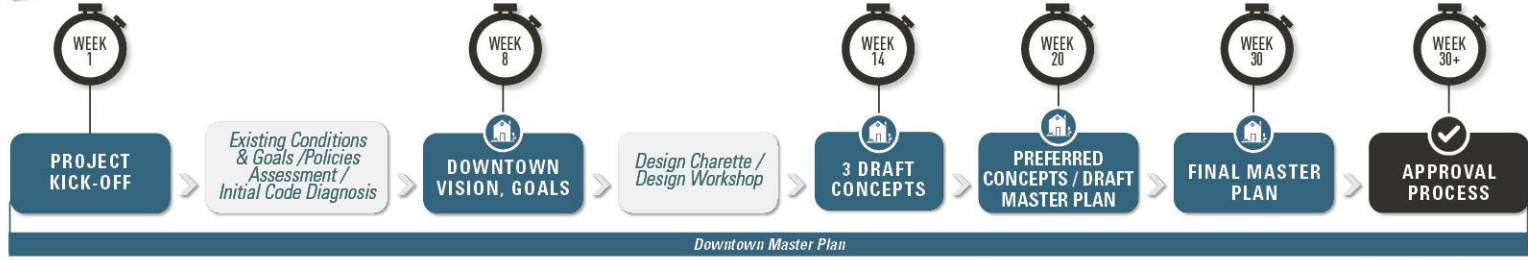 WEEK
1
WEEK
8
WEEK
14
WEEK
20
WEEK
30
WEEK
30+
PROJECT
KICK-OFF
Existing Conditions
& Goals /Policies
Assessment /
Initial Code Diagnosis
DOWNTOWN
VISION, GOALS
Design Charette /
Design Workshop
3 DRAFT
CONCEPTS
PREFERRED
CONCEPTS / DRAFT
MASTER PLAN
FINAL MASTER
PLAN
APPROVAL
PROCESS
Downtown Master Plan